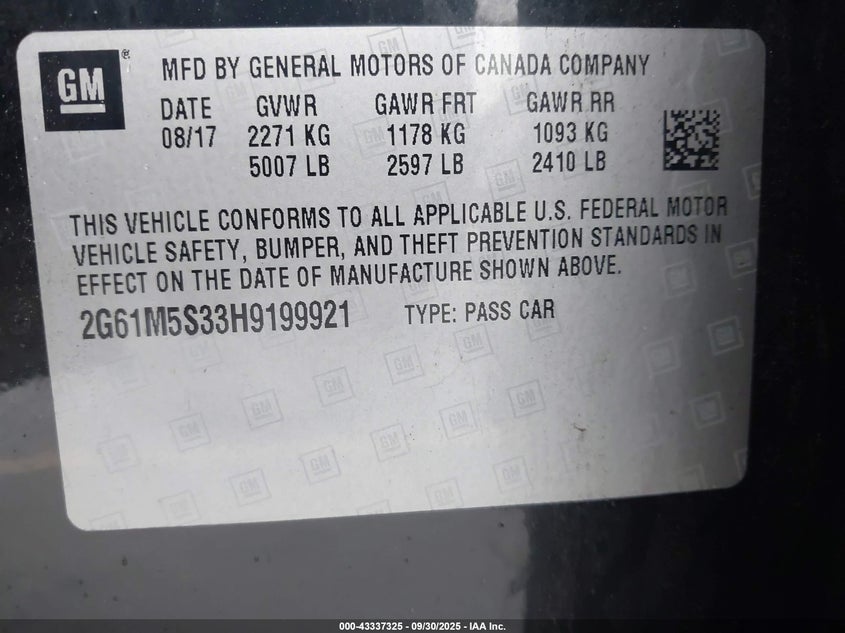 GM®
MFD BY GENERAL MOTORS OF CANADA COMPANY
DATE GVWR GAWR FRT GAWR RR
08/17 2271 KG 1178 KG 1093 KG
5007 LB 2597 LB 2410 LB
THIS VEHICLE CONFORMS TO ALL APPLICABLE U.S. FEDERAL MOTOR
VEHICLE SAFETY, BUMPER, AND THEFT PREVENTION STANDARDS IN
EFFECT ON THE DATE OF MANUFACTURE SHOWN ABOVE.
2G61M5S33H9199921 TYPE: PASS CAR
000-43337325 - 09/30/2025 - IAA Inc.